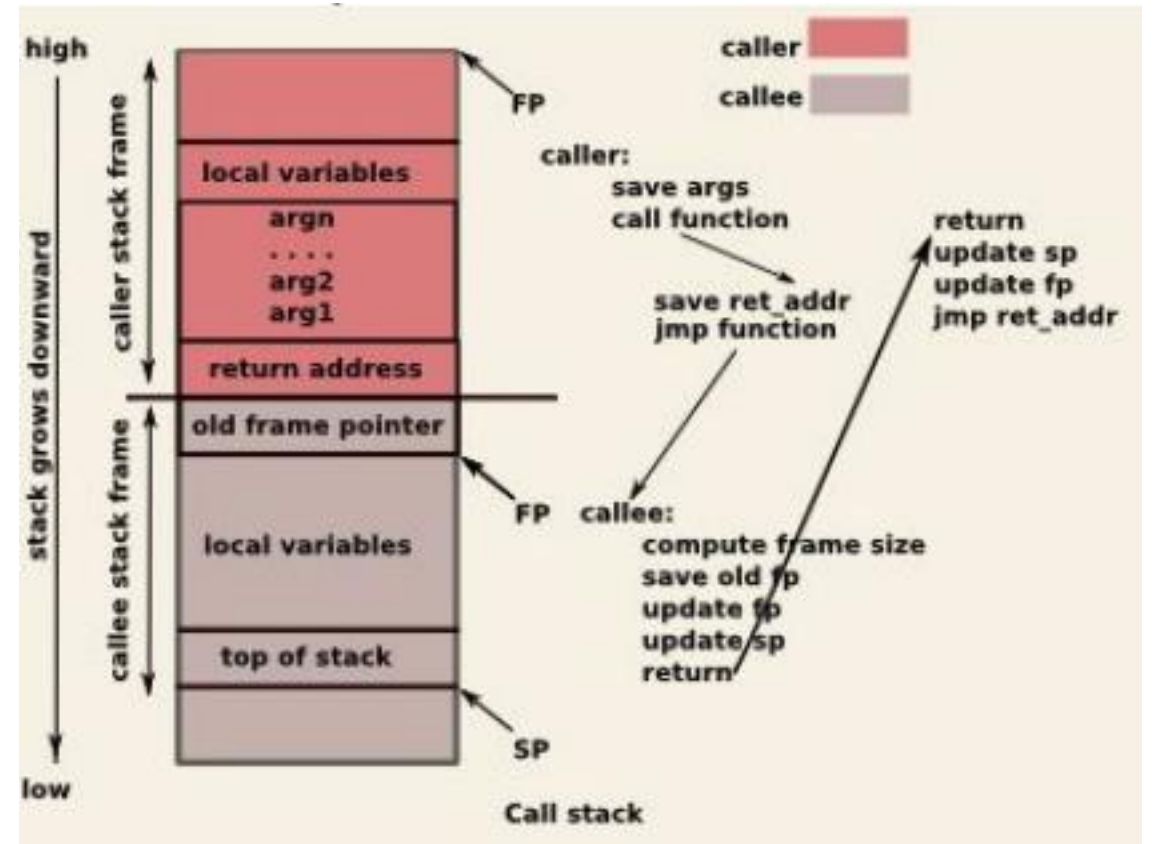 high
caller
FP
callee
caller:
local variables
save args
argn
call function
return
. . . .
update sp
arg2
update fp
save ret_addr
arg1
jmp ret_addr
jmp function
caller stack frame
return address
stack grows downward
old frame pointer
FP
callee:
local variables
compute frame size
callee stack frame
save old fp
update fp
update sp
top of stack
return
SP
low
Call stack